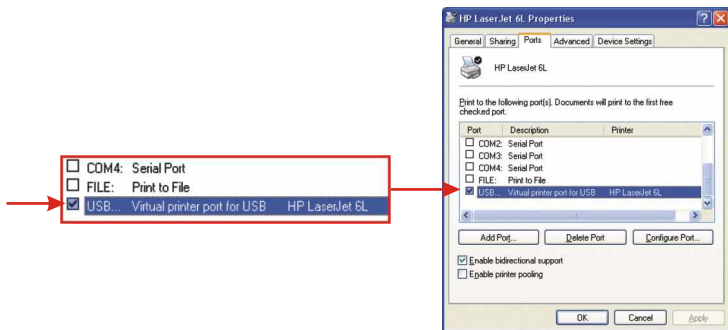 COM4: Serial Port
FILE: Print to File
USB... Virtual printer port for USB HP LaserJet 6L
HP LaserJet 6L Properties
General Sharing Ports Advanced Device Settings
HP LaserJet 6L
Print to the following port(s). Documents will print to the first free
checked port.
Port Description Printer
COM2: Serial Port
COM3: Serial Port
COM4: Serial Port
FILE: Print to File
USB... Virtual printer port for USB HP LaserJet 6L
Add Port... Delete Port Configure Port...
Enable bidirectional support
Enable printer pooling
OK Cancel Apply